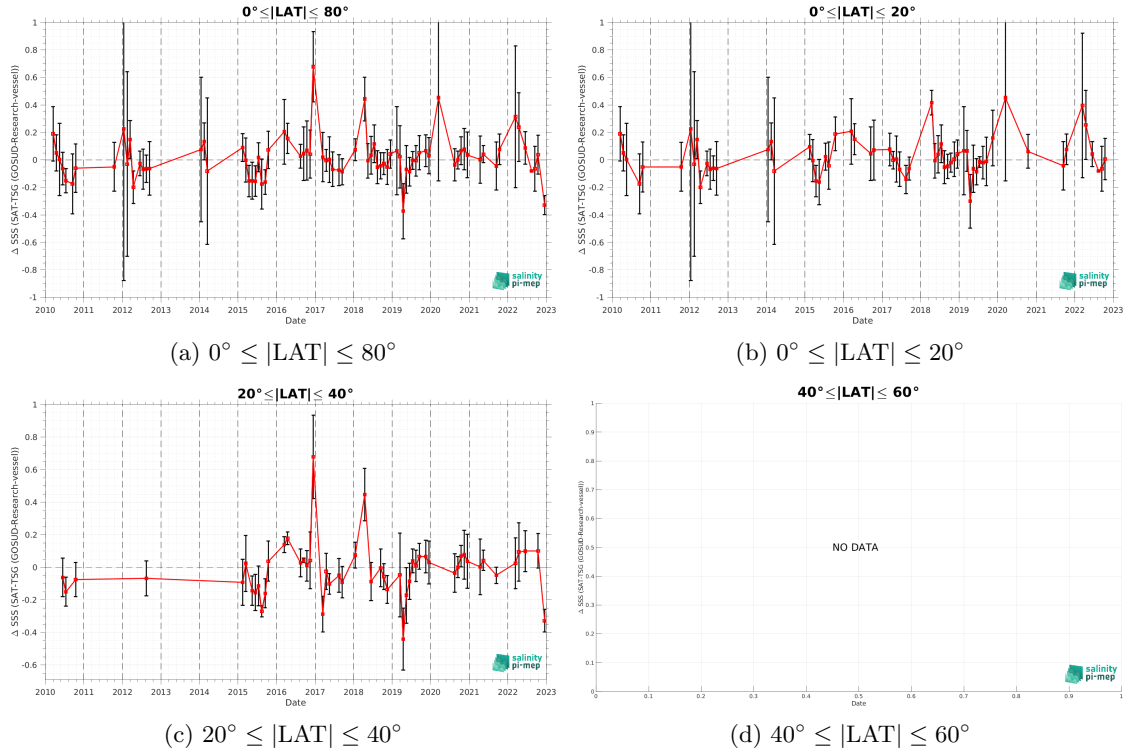 0°≤|LAT|≤ 80°
Δ SSS (SAT-TSG (GOSUD-Research-vessel))
1
0.8
0.6
0.4
0.2
0
-0.2
-0.4
-0.6
-0.8
-1
2010 2011 2012 2013 2014 2015 2016 2017 2018 2019 2020 2021 2022 2023
Date
salinity
pi-mep
(a) 0° ≤ |LAT| ≤ 80°
0°≤|LAT|≤ 20°
Δ SSS (SAT-TSG (GOSUD-Research-vessel))
1
0.8
0.6
0.4
0.2
0
-0.2
-0.4
-0.6
-0.8
-1
2010 2011 2012 2013 2014 2015 2016 2017 2018 2019 2020 2021 2022 2023
Date
salinity
pi-mep
(b) 0° ≤ |LAT| ≤ 20°
20°≤|LAT|≤ 40°
Δ SSS (SAT-TSG (GOSUD-Research-vessel))
1
0.8
0.6
0.4
0.2
0
-0.2
-0.4
-0.6
2010 2011 2012 2013 2014 2015 2016 2017 2018 2019 2020 2021 2022 2023
Date
salinity
pi-mep
(c) 20° ≤ |LAT| ≤ 40°
40°≤|LAT|≤ 60°
Δ SSS (SAT-TSG (GOSUD-Research-vessel))
1
0.9
0.8
0.7
0.6
0.5
0.4
0.3
0.2
0.1
0
NO DATA
0 0.1 0.2 0.3 0.4 0.5 0.6 0.7 0.8 0.9 1
Date
salinity
pi-mep
(d) 40° ≤ |LAT| ≤ 60°